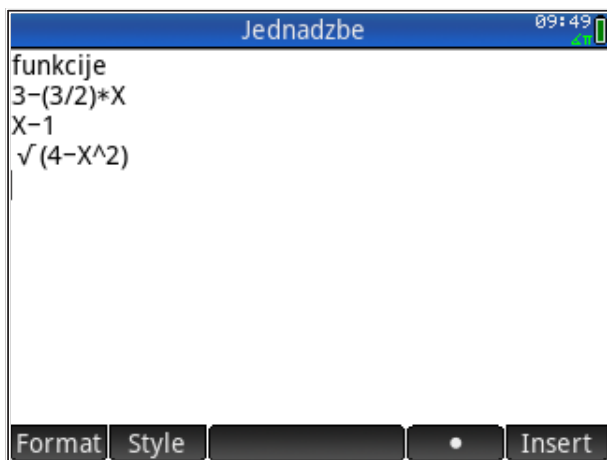 Jednadzbe
09:49
∠π
funkcije
3-(3/2)*X
X-1
√(4-X^2)
Format Style • Insert